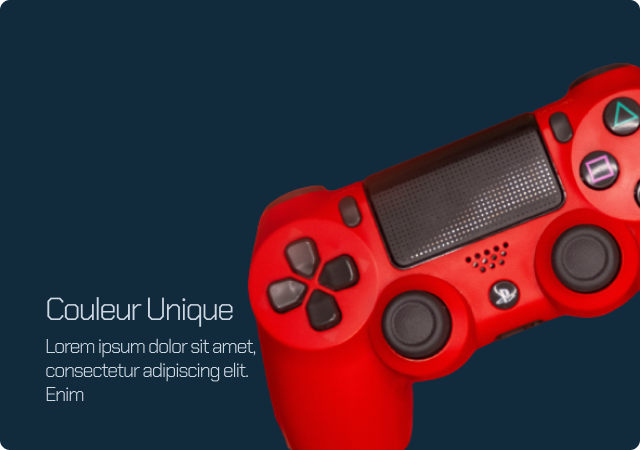 Couleur Unique
Lorem ipsum dolor sit amet,
consectetur adipiscing elit.
Enim